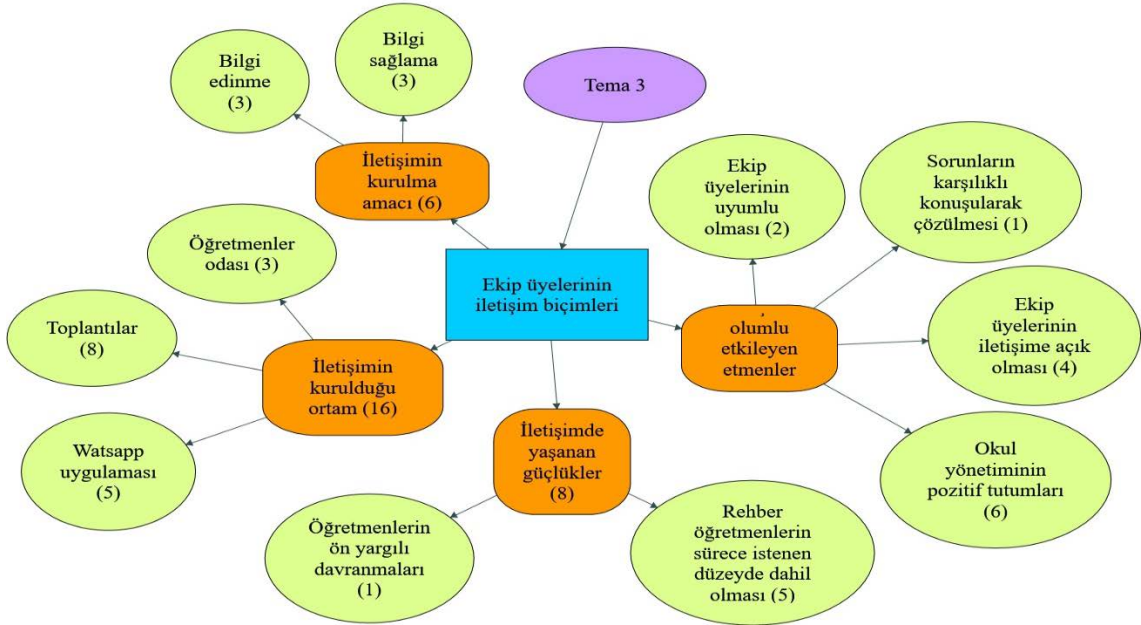 Tema 3
Ekip üyelerinin
iletişim biçimleri
İletişimin
kurulma
amacı (6)
Bilgi
edinme
(3)
Bilgi
sağlama
(3)
İletişimin
kurulduğu
ortam (16)
Öğretmenler
odası (3)
Toplantılar
(8)
Watsapp
uygulaması
(5)
İletişimde
yaşanan
güçlükler
(8)
Öğretmenlerin
ön yargılı
davranmaları
(1)
Rehber
öğretmenlerin
sürece istenen
düzeyde dahil
olması (5)
olumlu
etkileyen
etmenler
Ekip
üyelerinin
uyumlu
olması (2)
Sorunların
karşılıklı
konuşularak
çözülmesi (1)
Ekip
üyelerinin
iletişime açık
olması (4)
Okul
yönetiminin
pozitif tutumları
(6)